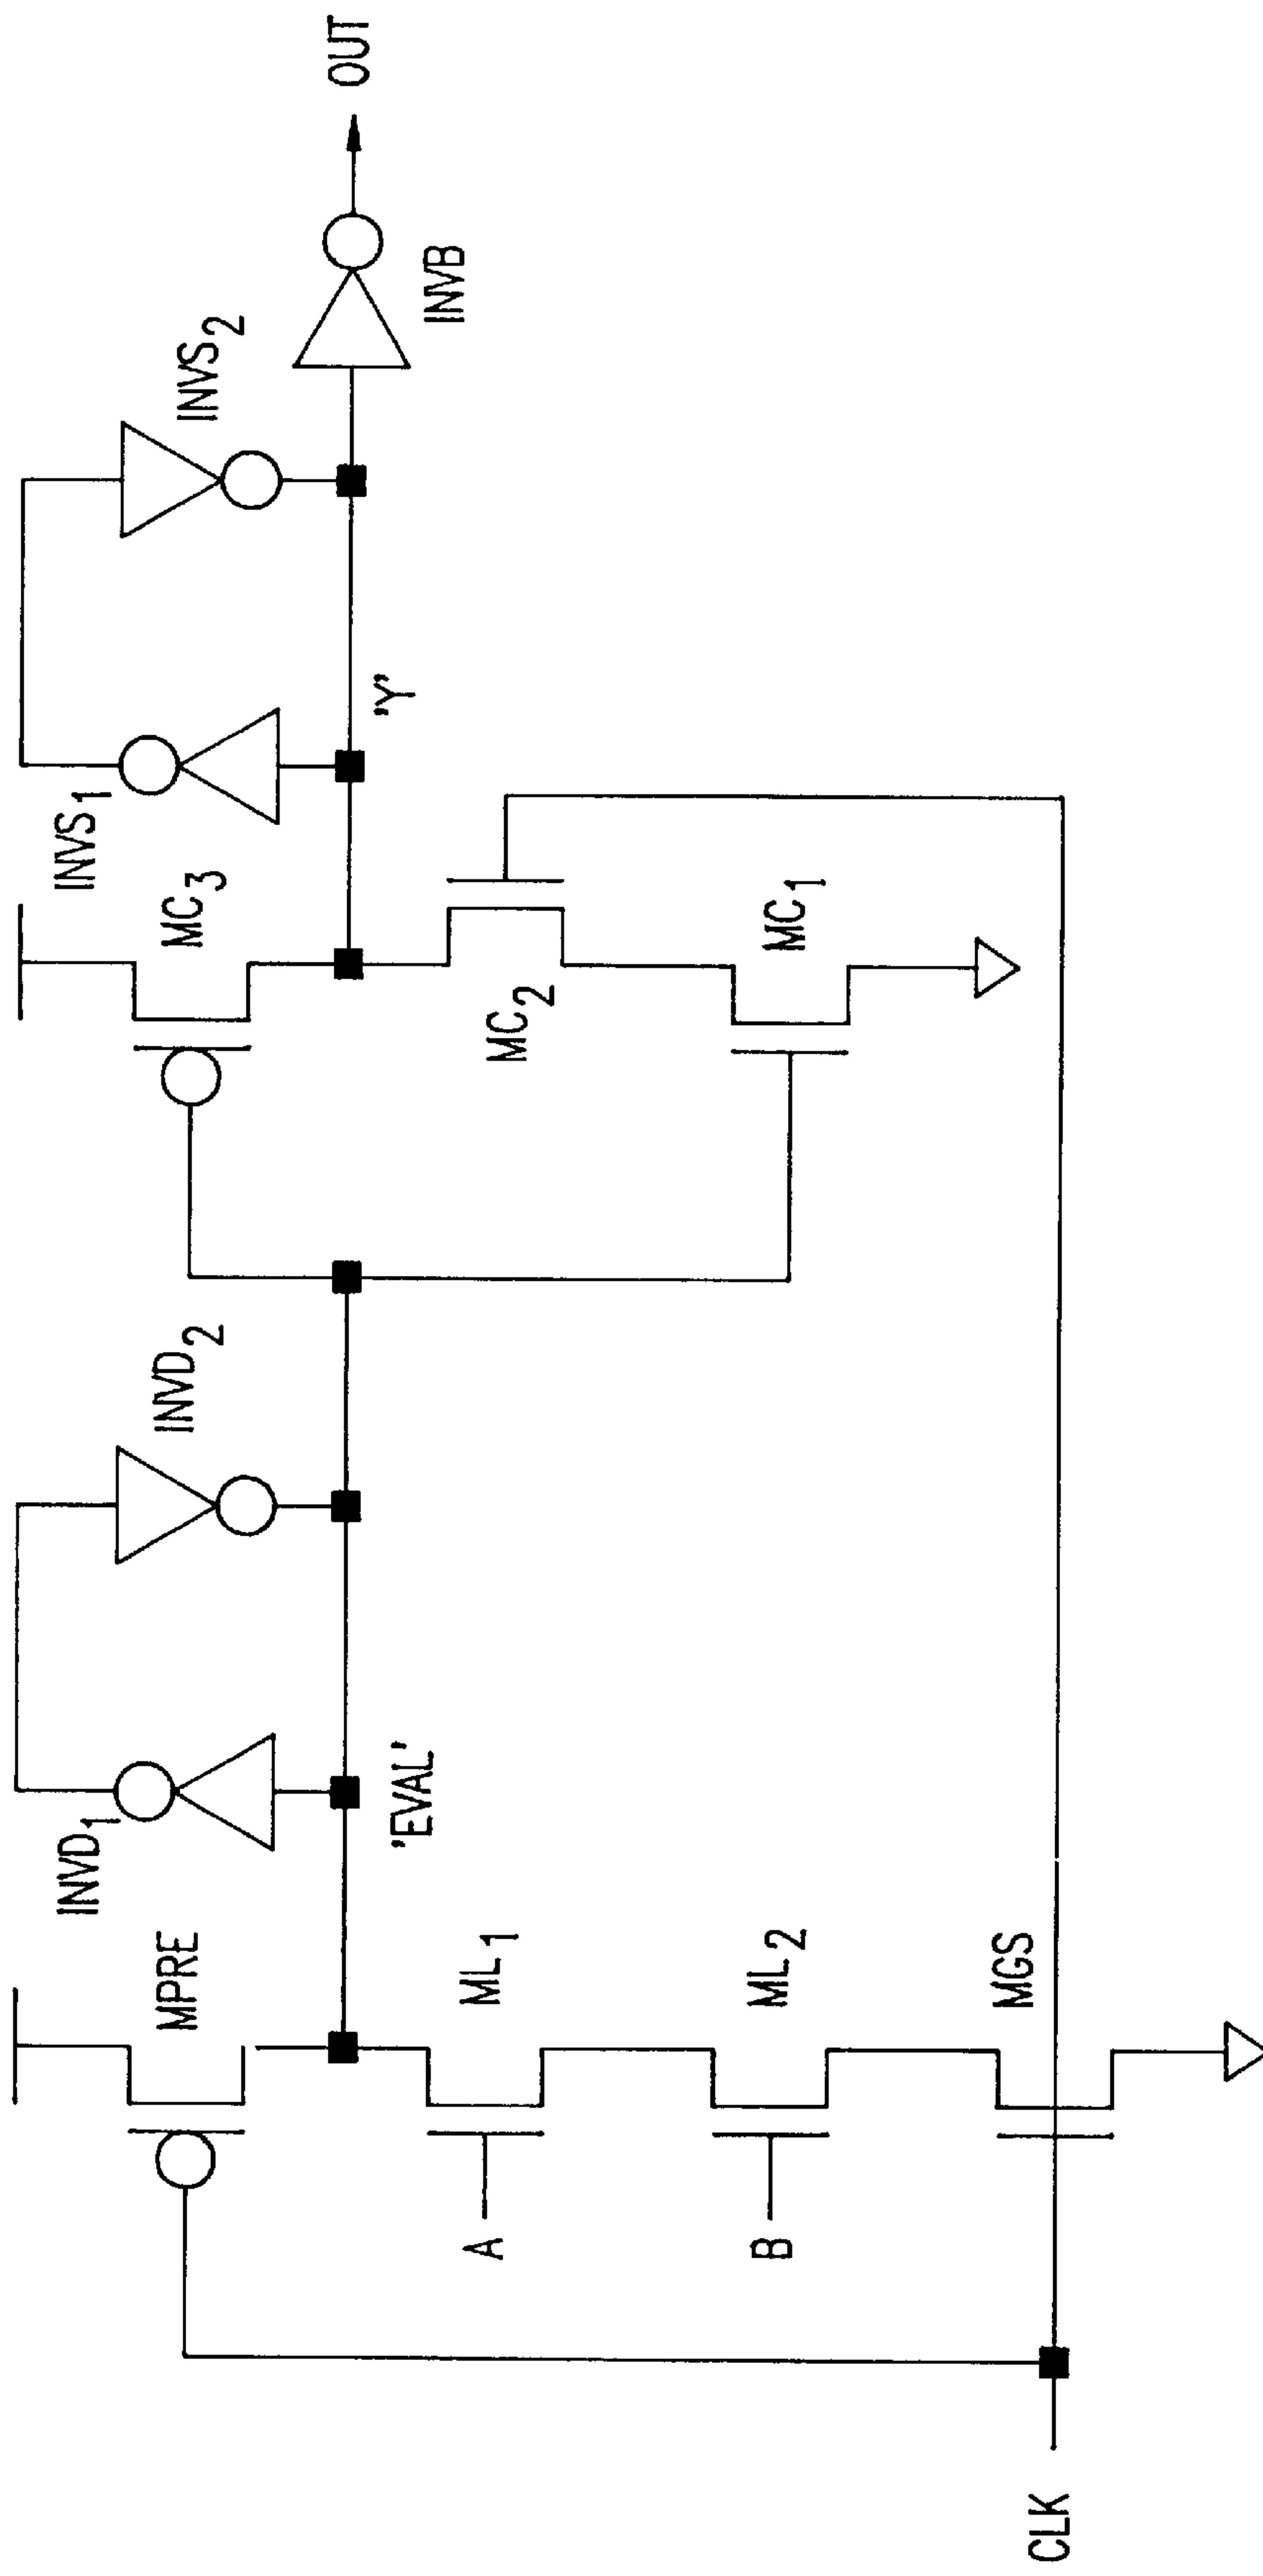 INVD1
INVD2
INVS1
INVS2
MPRE
MC3
OUT
'EVAL'
'Y'
INVB
ML1
A
MC2
ML2
B
MC1
MGS
CLK